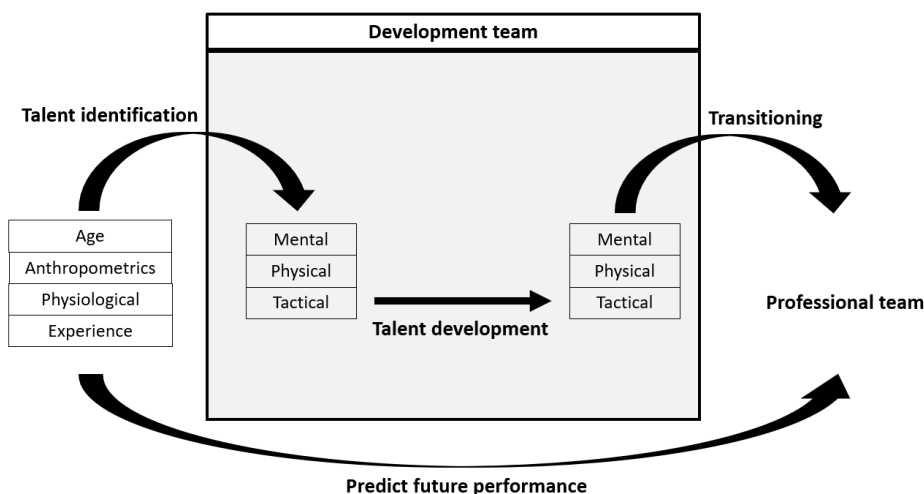 Development team
Talent identification
Transitioning
Age
Anthropometrics
Physiological
Experience
Mental
Physical
Tactical
Talent development
Mental
Physical
Tactical
Professional team
Predict future performance